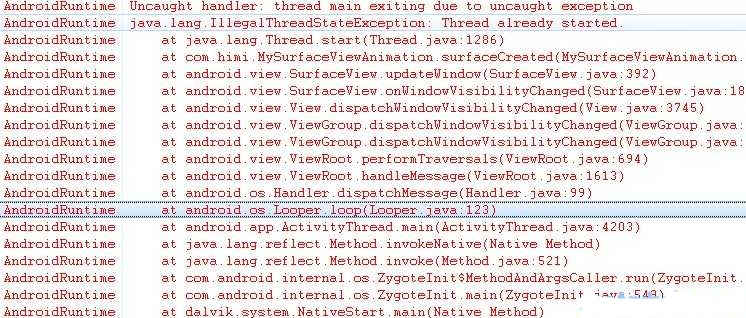 AndroidRuntime Uncaught handler: thread main exiting due to uncaught exception
AndroidRuntime java.lang.IllegalThreadStateException: Thread already started.
AndroidRuntime at java.lang.Thread.start(Thread.java:1286)
AndroidRuntime at com.himi.MySurfaceViewAnimation.surfaceCreated(MySurfaceViewAnimation.
AndroidRuntime at android.view.SurfaceView.updateWindow(SurfaceView.java:392)
AndroidRuntime at android.view.SurfaceView.onWindowVisibilityChanged(SurfaceView.java:18
AndroidRuntime at android.view.View.dispatchWindowVisibilityChanged(View.java:3745)
AndroidRuntime at android.view.ViewGroup.dispatchWindowVisibilityChanged(ViewGroup.java:
AndroidRuntime at android.view.ViewGroup.dispatchWindowVisibilityChanged(ViewGroup.java:
AndroidRuntime at android.view.ViewRoot.performTraversals(ViewRoot.java:694)
AndroidRuntime at android.view.ViewRoot.handleMessage(ViewRoot.java:1613)
AndroidRuntime at android.os.Handler.dispatchMessage(Handler.java:99)
AndroidRuntime at android.os.Looper.loop(Looper.java:123)
AndroidRuntime at android.app.ActivityThread.main(ActivityThread.java:4203)
AndroidRuntime at java.lang.reflect.Method.invokeNative(Native Method)
AndroidRuntime at java.lang.reflect.Method.invoke(Method.java:521)
AndroidRuntime at com.android.internal.os.ZygoteInit$MethodAndArgsCaller.run(ZygoteInit.
AndroidRuntime at com.android.internal.os.ZygoteInit.main(ZygoteInit.java:549)
AndroidRuntime at dalvik.system.NativeStart.main(Native Method)